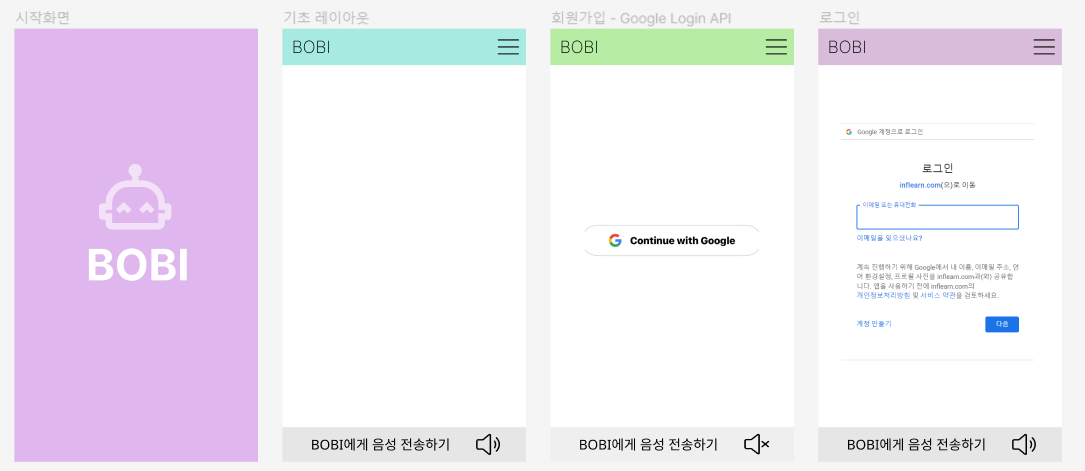 시작화면
BOBI
기초 레이아웃
BOBI
BOBI에게 음성 전송하기
회원가입 - Google Login API
BOBI
Continue with Google
BOBI에게 음성 전송하기
로그인
BOBI
Google 계정으로 로그인
로그인
inflearn.com(으)로 이동
이메일 또는 휴대전화
이메일을 잊으셨나요?
계속 진행하기 위해 Google에서 내 이름, 이메일 주소, 언
어 환경설정, 프로필 사진을 inflearn.com과(와) 공유합
니다. 앱을 사용하기 전에 inflearn.com의
개인정보처리방침 및 서비스 약관을 검토하세요.
계정 만들기
다음
BOBI에게 음성 전송하기